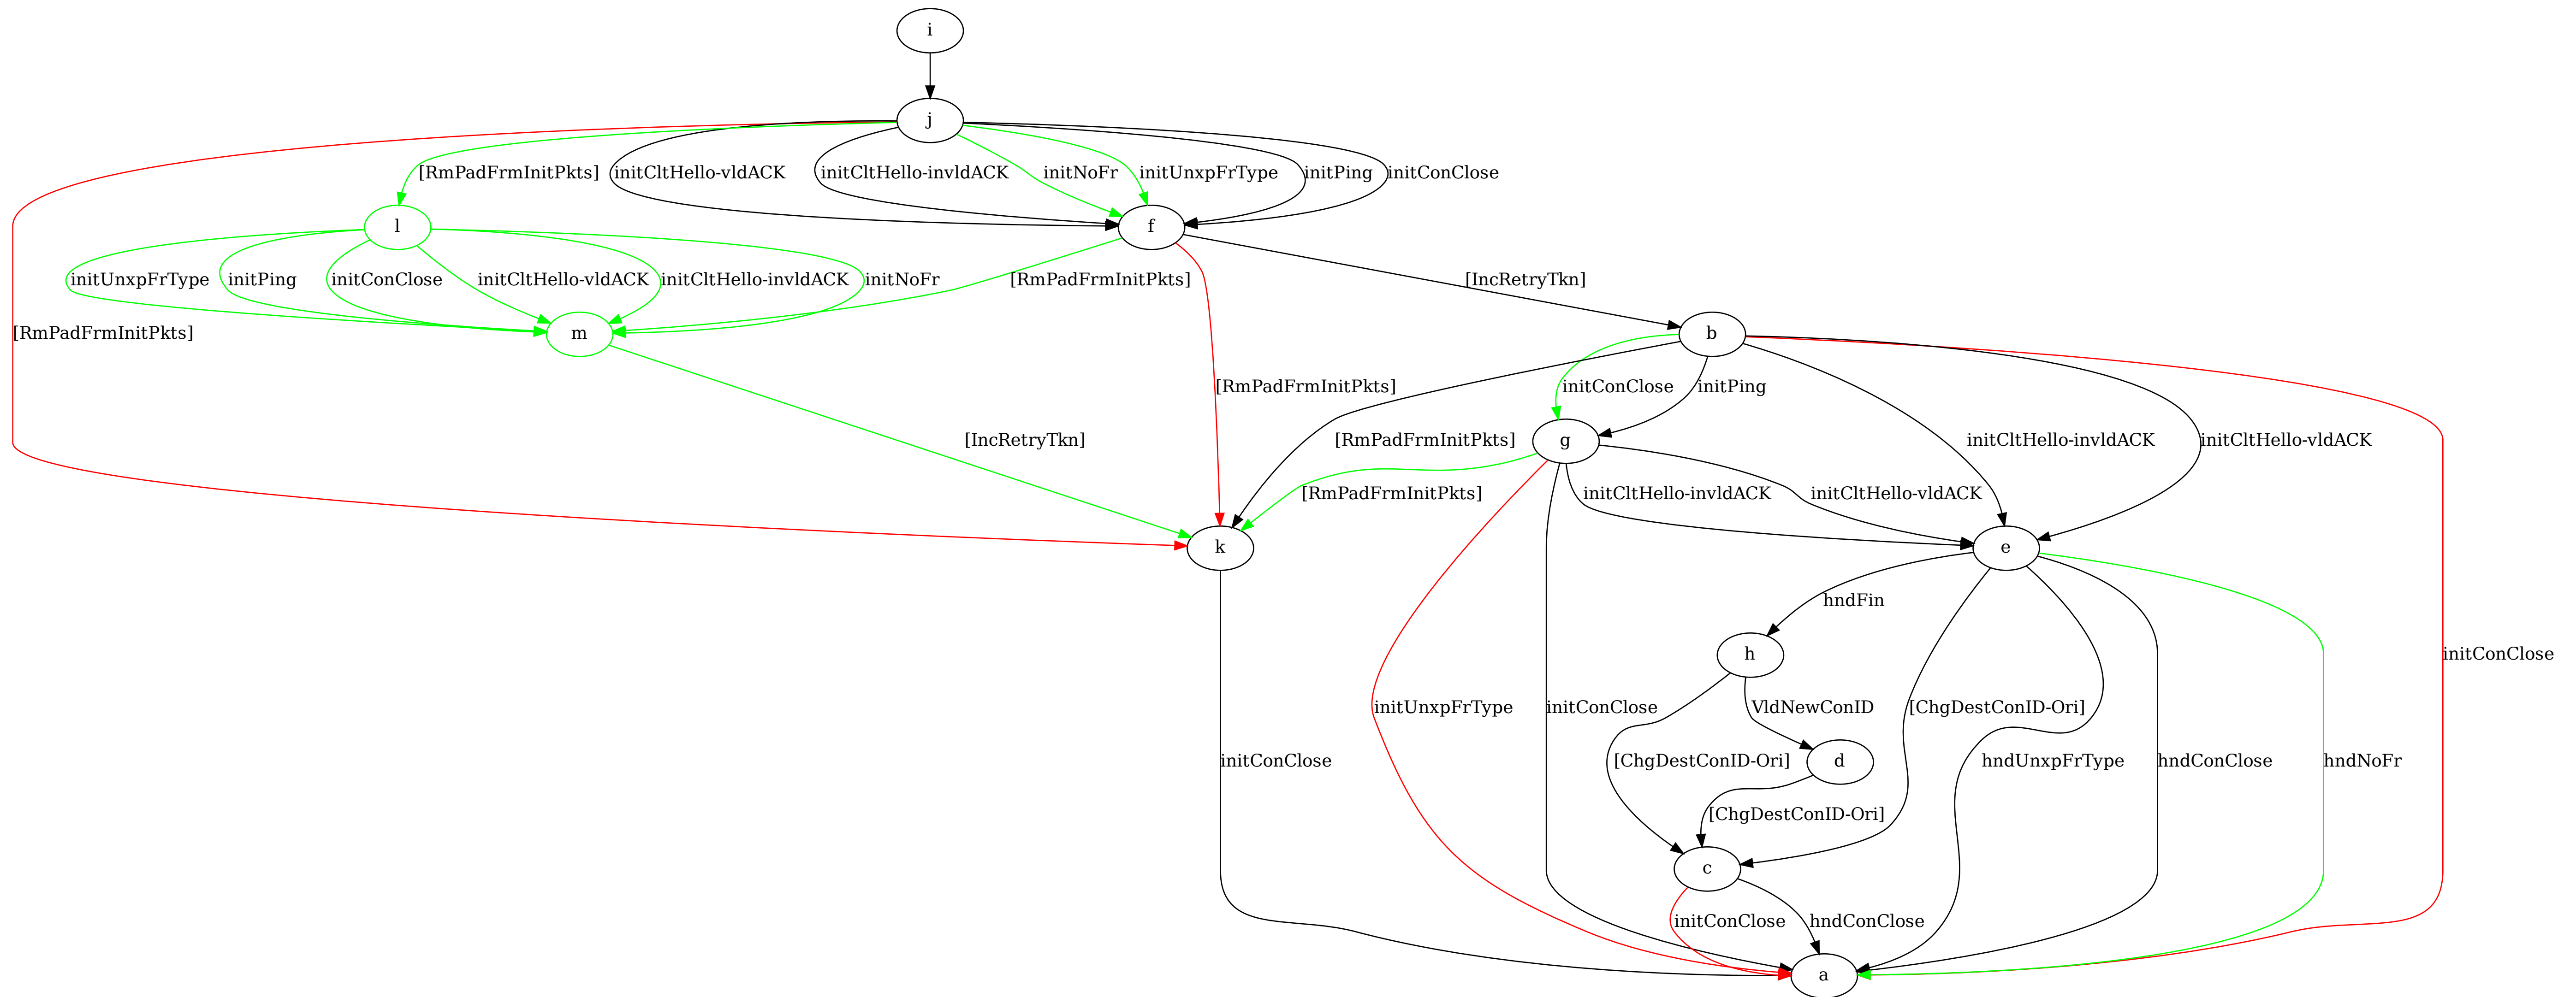 i
j
[RmPadFrmInitPkts]
initCltHello-vldACK
initCltHello-invldACK
initNoFr
initUnxpFrType
initPing
initConClose
l
f
initUnxpFrType
initPing
initConClose
initCltHello-vldACK
initCltHello-invldACK
initNoFr
[RmPadFrmInitPkts]
[IncRetryTkn]
[RmPadFrmInitPkts]
m
b
[RmPadFrmInitPkts]
initConClose
initPing
[IncRetryTkn]
[RmPadFrmInitPkts]
g
initCltHello-invldACK
initCltHello-vldACK
[RmPadFrmInitPkts]
initCltHello-invldACK
initCltHello-vldACK
k
e
hndFin
h
initConClose
initUnxpFrType
initConClose
VldNewConID
[ChgDestConID-Ori]
initConClose
[ChgDestConID-Ori]
d
hndUnxpFrType
hndConClose
hndNoFr
[ChgDestConID-Ori]
c
initConClose
hndConClose
a